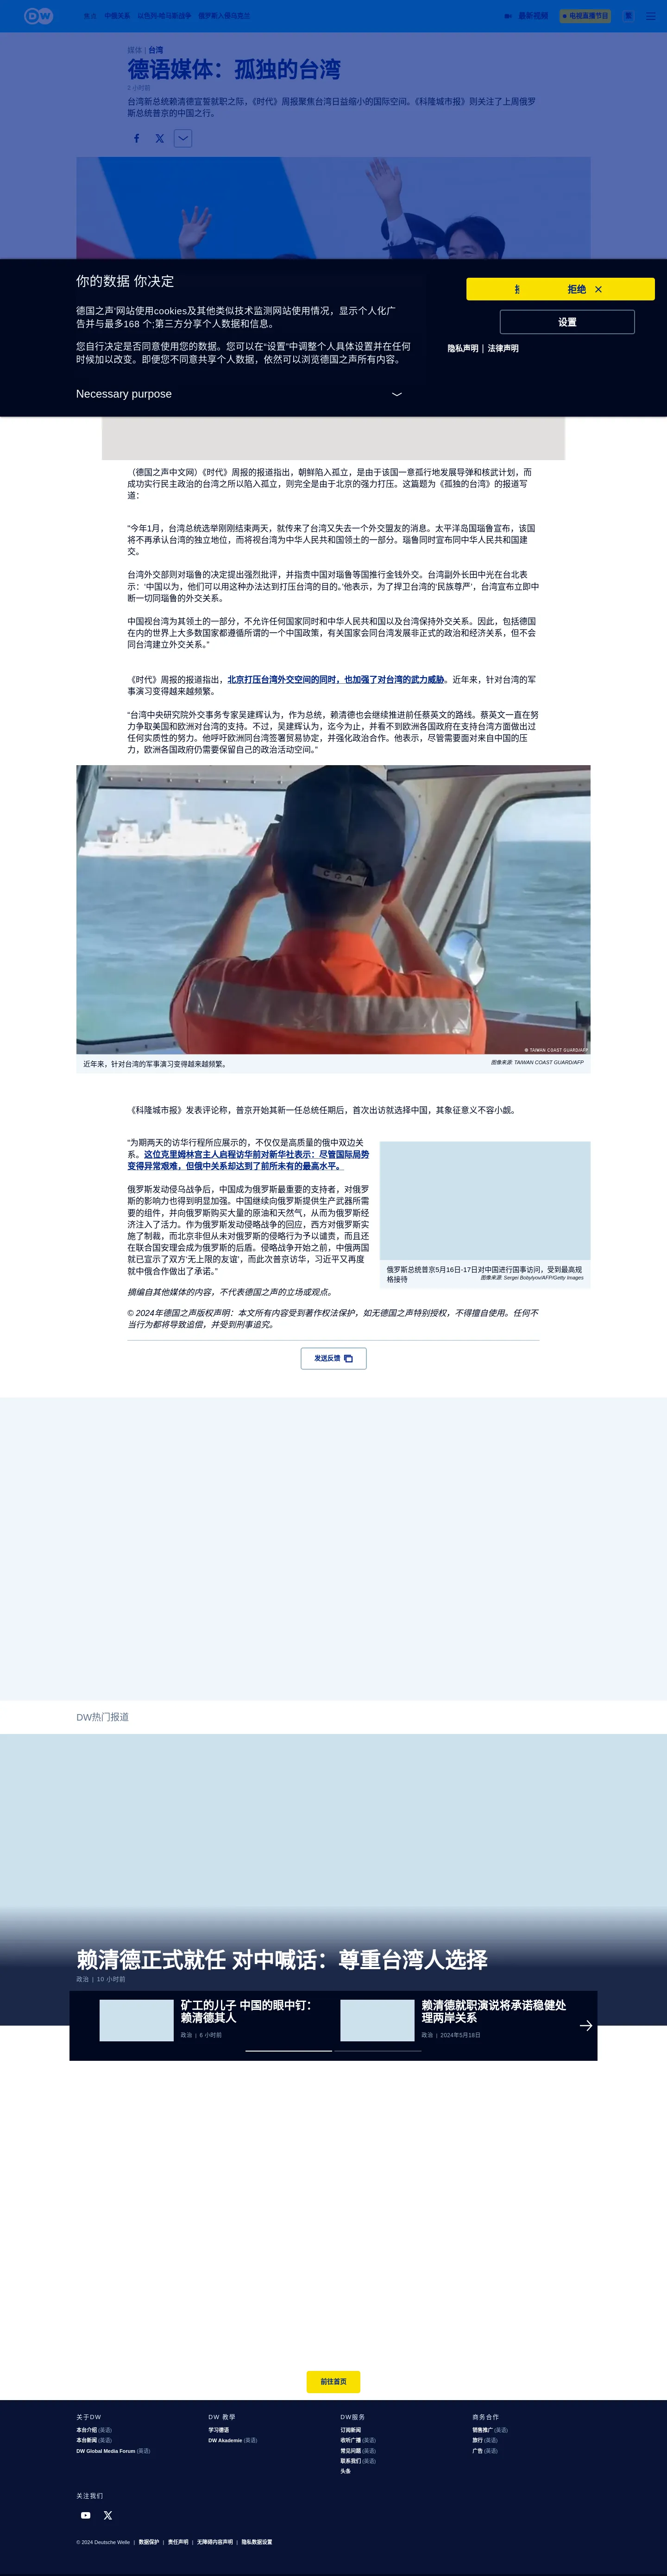 DW
焦点 中德关系 以色列-哈马斯战争 俄罗斯入侵乌克兰
最新视频
电视直播节目
繁
媒体 | 台湾
德语媒体：孤独的台湾
台湾新总统赖清德宣誓就职之际，《时代》周报聚焦台湾日益缩小的国际空间。《科隆城市报》则关注了上周俄罗
斯总统普京的中国之行。
你的数据 你决定
德国之声'网站使用cookies及其他类似技术监测网站使用情况，显示个人化广
告并与最多168 个;第三方分享个人数据和信息。
您自行决定是否同意使用您的数据。您可以在“设置”中调整个人具体设置并在任何
时候加以改变。即便您不同意共享个人数据，依然可以浏览德国之声所有内容。
Necessary purpose
拒绝
设置
隐私声明 | 法律声明
（德国之声中文网）《时代》周报的报道指出，朝鲜陷入孤立，是由于该国一意孤行地发展导弹和核武计划，而
成功实行民主政治的台湾之所以陷入孤立，则完全是由于北京的强力打压。这篇题为《孤独的台湾》的报道写
道：
"今年1月，台湾总统选举刚刚结束两天，就传来了台湾又失去一个外交盟友的消息。太平洋岛国瑙鲁宣布，该国
将不再承认台湾的独立地位，而将视台湾为中华人民共和国领土的一部分。瑙鲁同时宣布同中华人民共和国建
交。
台湾外交部则对瑙鲁的决定提出强烈批评，并指责中国对瑙鲁等国推行金钱外交。台湾副外长田中光在台北表
示：‘中国以为，他们可以用这种办法达到打压台湾的目的。’他表示，为了捍卫台湾的‘民族尊严’，台湾宣布立即中
断一切同瑙鲁的外交关系。
中国视台湾为其领土的一部分，不允许任何国家同时和中华人民共和国以及台湾保持外交关系。因此，包括德国
在内的世界上大多数国家都遵循所谓的一个中国政策，有关国家会同台湾发展非正式的政治和经济关系，但不会
同台湾建立外交关系。”
《时代》周报的报道指出，北京打压台湾外交空间的同时，也加强了对台湾的武力威胁。近年来，针对台湾的军
事演习变得越来越频繁。
“台湾中央研究院外交事务专家吴建辉认为，作为总统，赖清德也会继续推进前任蔡英文的路线。蔡英文一直在努
力争取美国和欧洲对台湾的支持。不过，吴建辉认为，迄今为止，并看不到欧洲各国政府在支持台湾方面做出过
任何实质性的努力。他呼吁欧洲同台湾签署贸易协定，并强化政治合作。他表示，尽管需要面对来自中国的压
力，欧洲各国政府仍需要保留自己的政治活动空间。”
CGA
© TAIWAN COAST GUARD/AFP
近年来，针对台湾的军事演习变得越来越频繁。
图像来源: TAIWAN COAST GUARD/AFP
《科隆城市报》发表评论称，普京开始其新一任总统任期后，首次出访就选择中国，其象征意义不容小觑。
“为期两天的访华行程所应展示的，不仅仅是高质量的俄中双边关
系。这位克里姆林宫主人启程访华前对新华社表示：尽管国际局势
变得异常艰难，但俄中关系却达到了前所未有的最高水平。
俄罗斯发动侵乌战争后，中国成为俄罗斯最重要的支持者，对俄罗
斯的影响力也得到明显加强。中国继续向俄罗斯提供生产武器所需
要的组件，并向俄罗斯购买大量的原油和天然气，从而为俄罗斯经
济注入了活力。作为俄罗斯发动侵略战争的回应，西方对俄罗斯实
施了制裁，而北京非但从未对俄罗斯的侵略行为予以谴责，而且还
在联合国安理会成为俄罗斯的后盾。侵略战争开始之前，中俄两国
就已宣示了双方‘无上限的友谊’，而此次普京访华，习近平又再度
就中俄合作做出了承诺。”
俄罗斯总统普京5月16日-17日对中国进行国事访问，受到最高规
格接待
图像来源: Sergei Bobylyov/AFP/Getty Images
摘编自其他媒体的内容，不代表德国之声的立场或观点。
© 2024年德国之声版权声明：本文所有内容受到著作权法保护，如无德国之声特别授权，不得擅自使用。任何不
当行为都将导致追偿，并受到刑事追究。
发送反馈
DW热门报道
赖清德正式就任 对中喊话：尊重台湾人选择
政治 | 10 小时前
矿工的儿子 中国的眼中钉：
赖清德其人
政治 | 6 小时前
赖清德就职演说将承诺稳健处
理两岸关系
政治 | 2024年5月18日
前往首页
关于DW
本台介绍 (英语)
本台新闻 (英语)
DW Global Media Forum (英语)
DW 教學
学习德语
DW Akademie (英语)
DW服务
订阅新闻
收听广播 (英语)
常见问题 (英语)
联系我们 (英语)
头条
商务合作
销售推广 (英语)
旅行 (英语)
广告 (英语)
关注我们
© 2024 Deutsche Welle | 数据保护 | 责任声明 | 无障碍内容声明 | 隐私数据设置